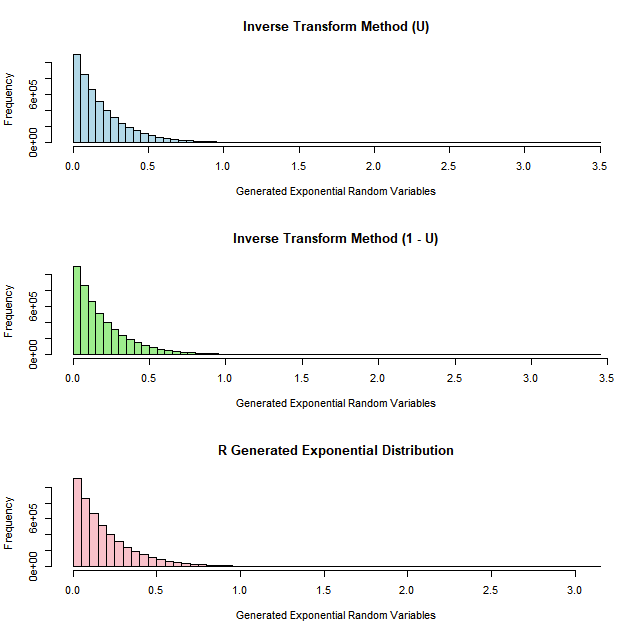 Inverse Transform Method (U)
Frequency
6e+05
0e+00
0.0 0.5 1.0 1.5 2.0 2.5 3.0 3.5
Generated Exponential Random Variables
Inverse Transform Method (1 - U)
Frequency
6e+05
0e+00
0.0 0.5 1.0 1.5 2.0 2.5 3.0 3.5
Generated Exponential Random Variables
R Generated Exponential Distribution
Frequency
6e+05
0e+00
0.0 0.5 1.0 1.5 2.0 2.5 3.0
Generated Exponential Random Variables